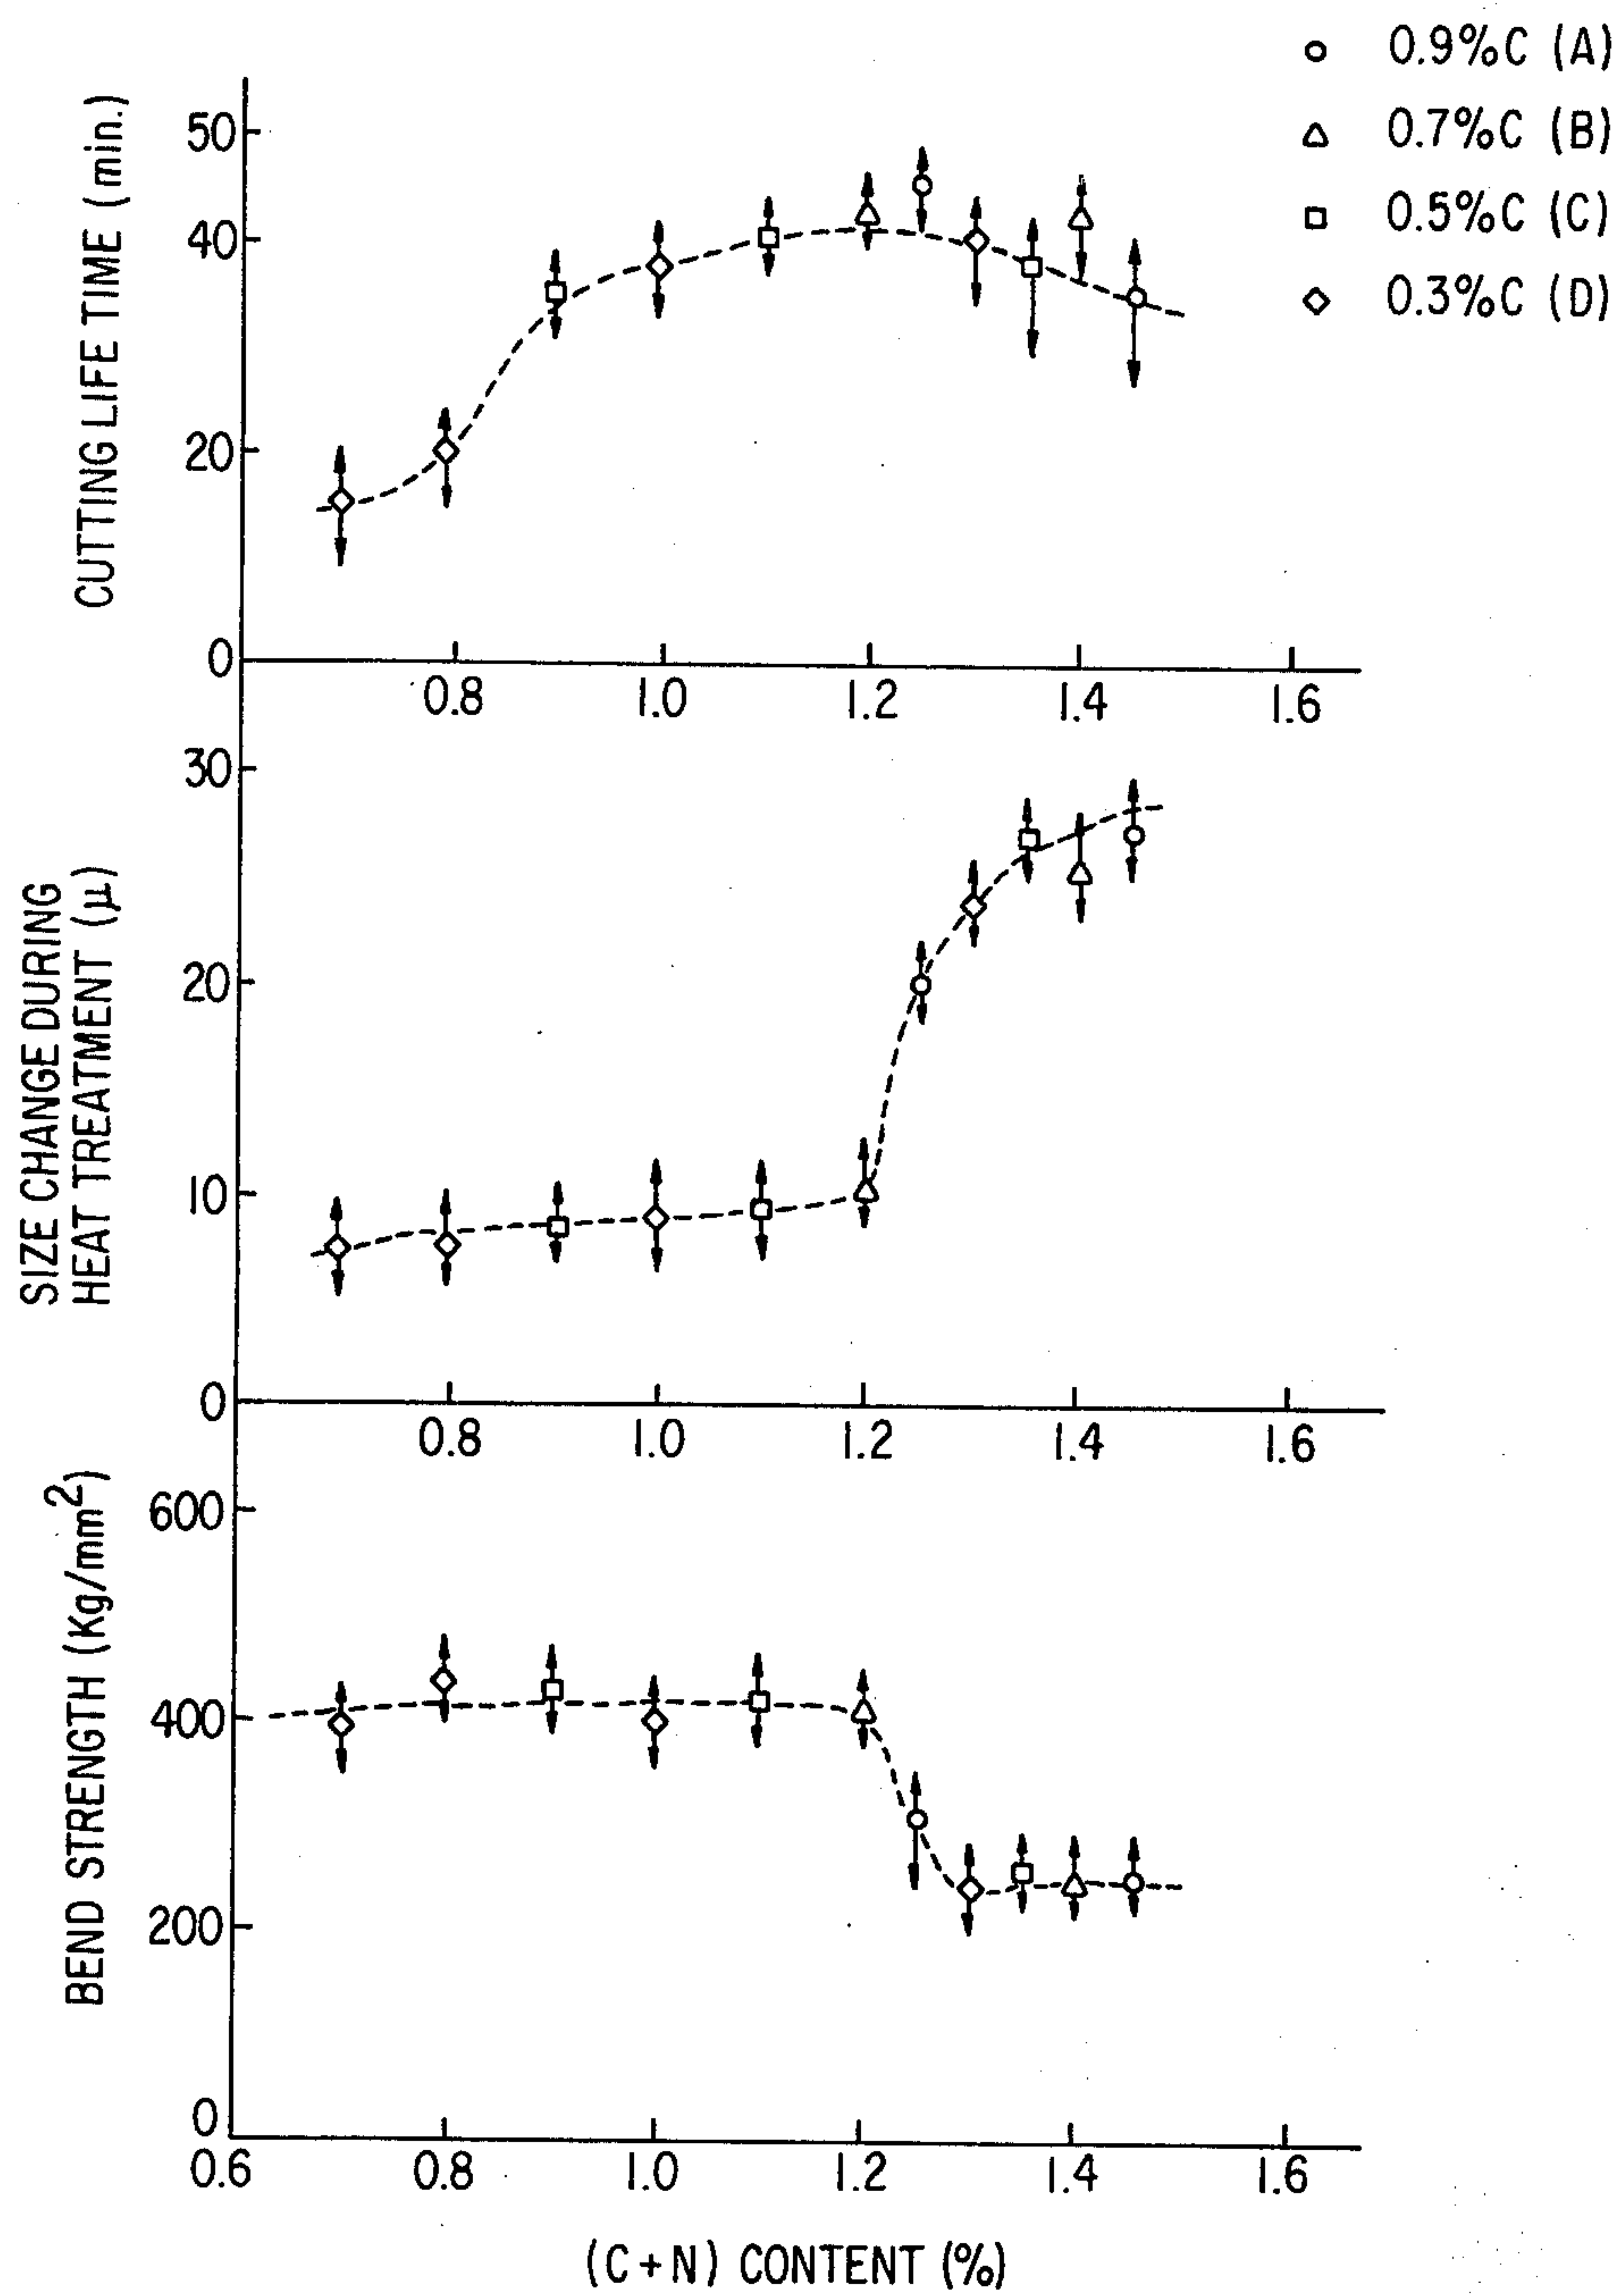 0.9%C (A)
0.7%C (B)
0.5%C (C)
0.3%C (D)
CUTTING LIFE TIME (min.)
50
40
20
0
0.8 1.0 1.2 1.4 1.6
SIZE CHANGE DURING
HEAT TREATMENT (μ)
30
20
10
0
0.8 1.0 1.2 1.4 1.6
BEND STRENGTH (Kg/mm²)
600
400
200
0
0.6 0.8 1.0 1.2 1.4 1.6
(C+N) CONTENT (%)